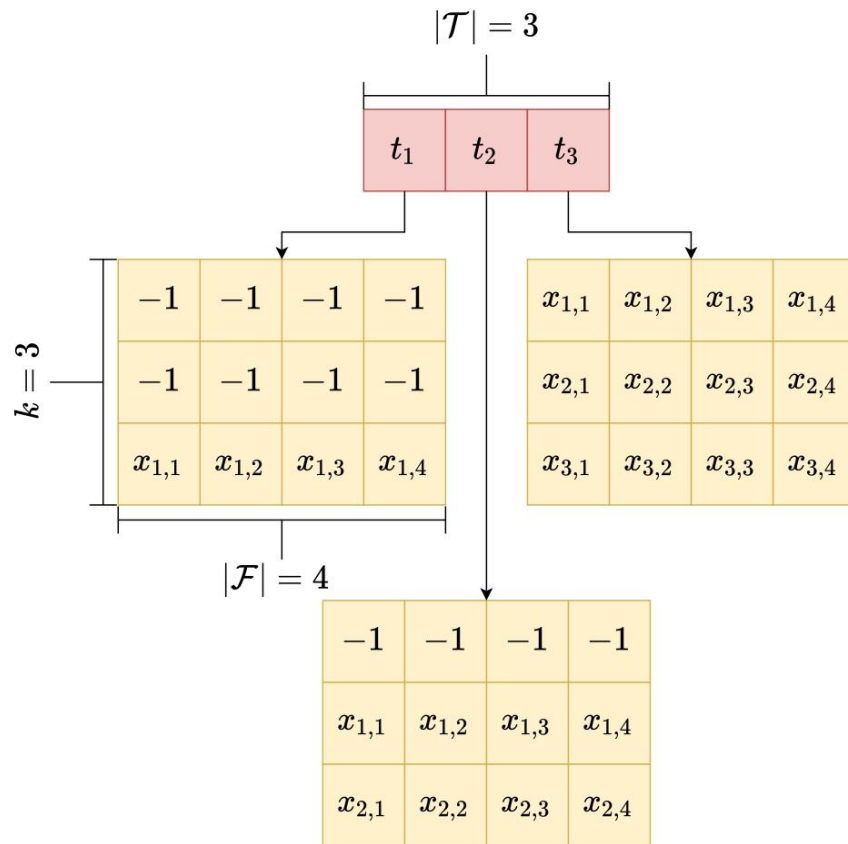 |𝒯| = 3
t₁ t₂ t₃
k = 3
−1 −1 −1 −1
−1 −1 −1 −1
x₁,₁ x₁,₂ x₁,₃ x₁,₄
|ℱ| = 4
x₁,₁ x₁,₂ x₁,₃ x₁,₄
x₂,₁ x₂,₂ x₂,₃ x₂,₄
x₃,₁ x₃,₂ x₃,₃ x₃,₄
−1 −1 −1 −1
x₁,₁ x₁,₂ x₁,₃ x₁,₄
x₂,₁ x₂,₂ x₂,₃ x₂,₄